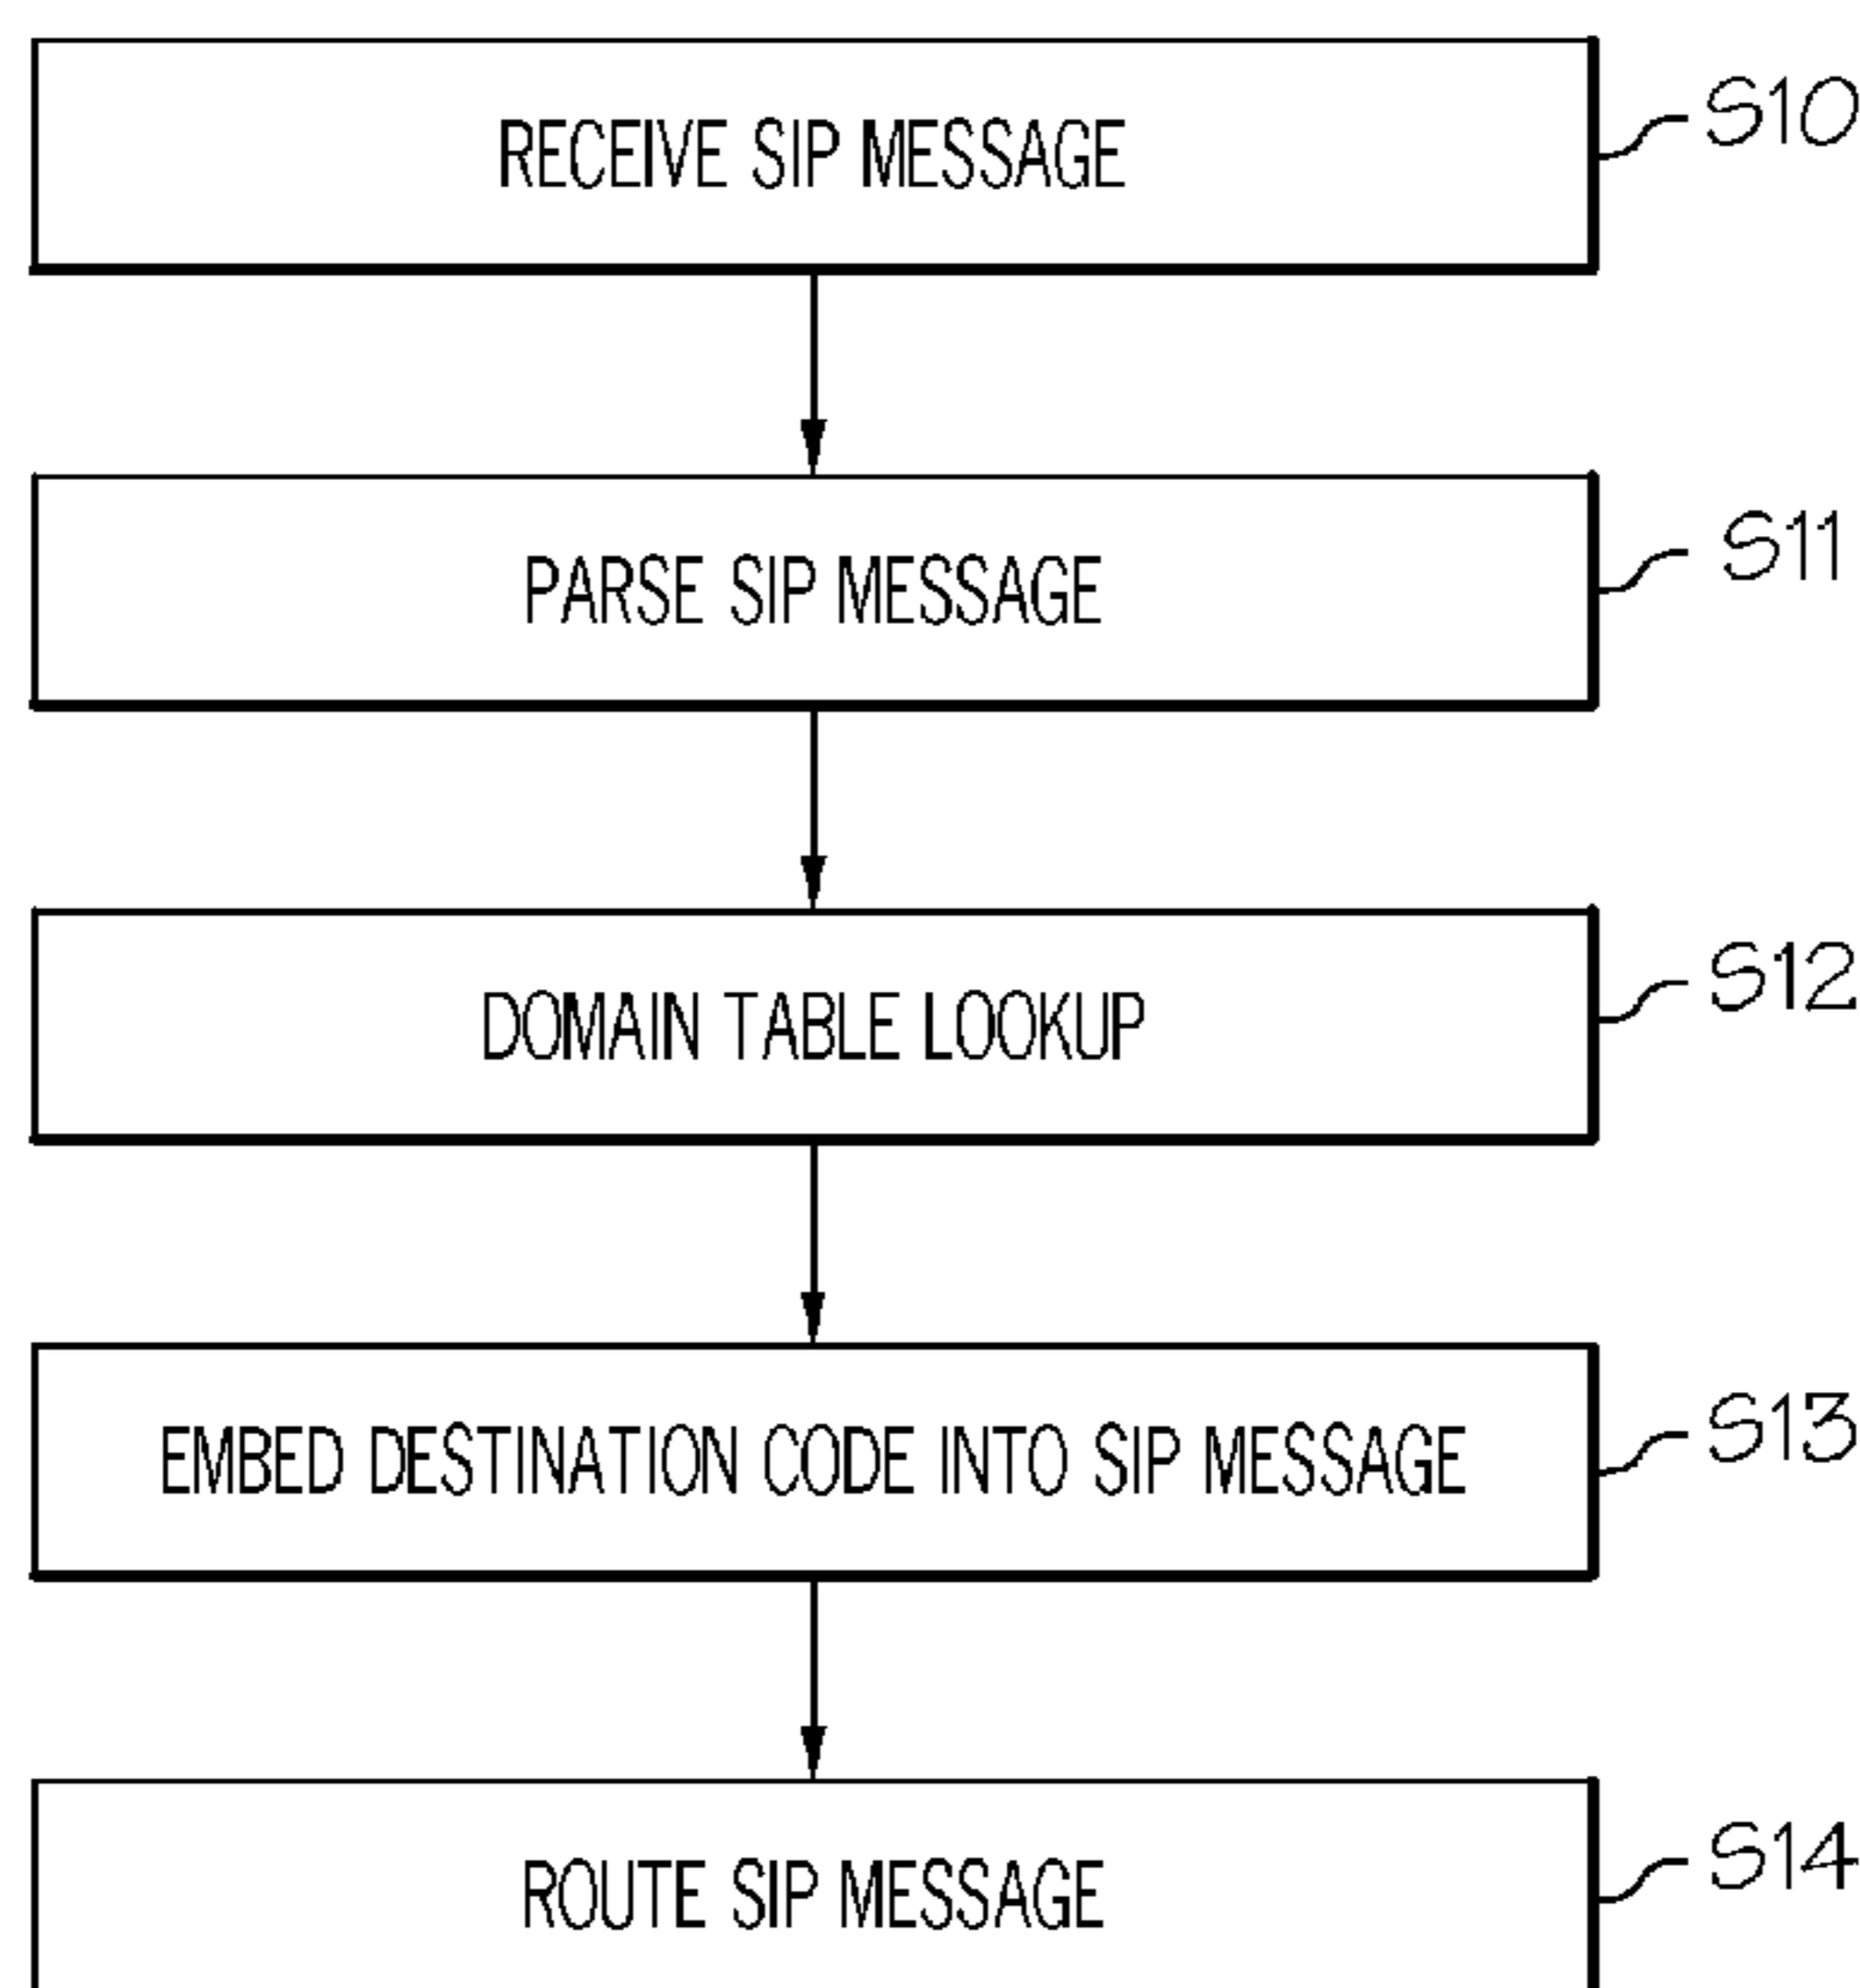 RECEIVE SIP MESSAGE
S10
PARSE SIP MESSAGE
S11
DOMAIN TABLE LOOKUP
S12
EMBED DESTINATION CODE INTO SIP MESSAGE
S13
ROUTE SIP MESSAGE
S14